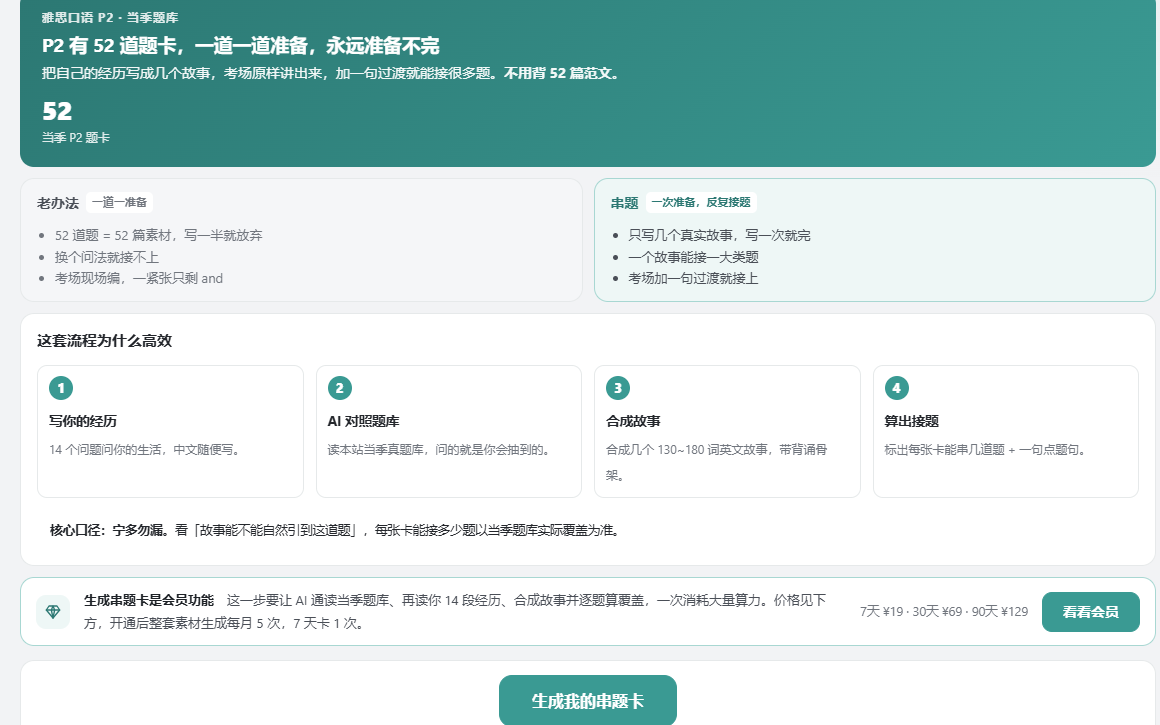 雅思口语 P2 · 当季题库
P2 有 52 道题卡，一道一道准备，永远准备不完
把自己的经历写成几个故事，考场原样讲出来，加一句过渡就能接很多题。不用背 52 篇范文。
52
当季 P2 题卡
老办法 一道一准备
52 道题 = 52 篇素材，写一半就放弃
换个问法就接不上
考场现场编，一紧张只剩 and
串题 一次准备，反复接题
只写几个真实故事，写一次就完
一个故事能接一大类题
考场加一句过渡就接上
这套流程为什么高效
1
写你的经历
14 个问题问你的生活，中文随便写。
2
AI 对照题库
读本站当季真题库，问的就是你会抽到的。
3
合成故事
合成几个 130~180 词英文故事，带背诵骨
架。
4
算出接题
标出每张卡能串几道题 + 一句点题句。
核心口径：宁多勿漏。看「故事能不能自然引到这道题」，每张卡能接多少题以当季题库实际覆盖为准。
生成串题卡是会员功能 这一步要让 AI 通读当季题库、再读你 14 段经历、合成故事并逐题算覆盖，一次消耗大量算力。价格见下
方，开通后整套素材生成每月 5 次，7 天卡 1 次。
7天 ¥19 · 30天 ¥69 · 90天 ¥129
看看会员
生成我的串题卡